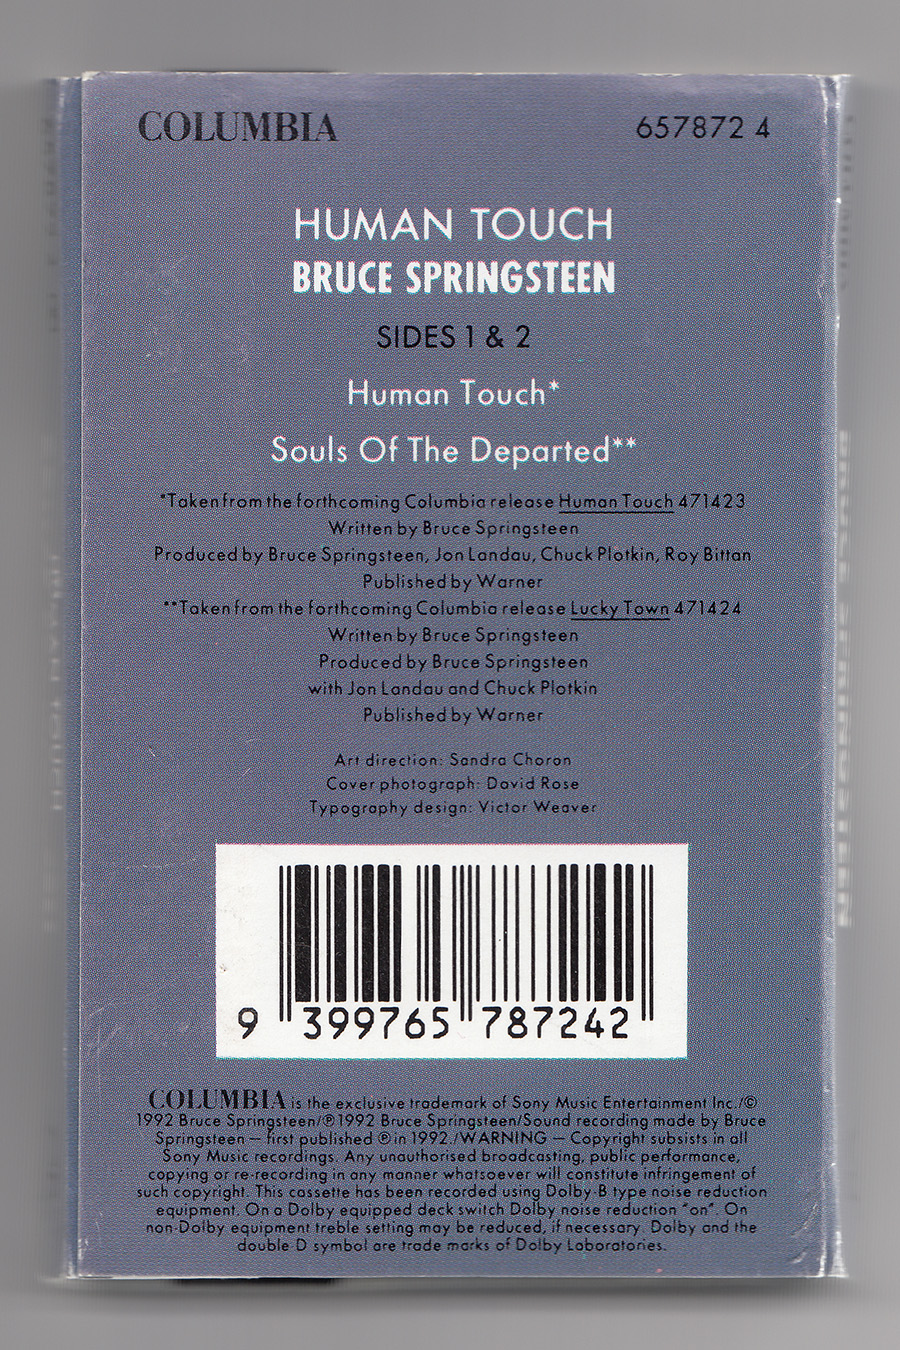 COLUMBIA 657872 4
HUMAN TOUCH
BRUCE SPRINGSTEEN
SIDES 1 & 2
Human Touch*
Souls Of The Departed**
*Taken from the forthcoming Columbia release Human Touch 471423
Written by Bruce Springsteen
Produced by Bruce Springsteen, Jon Landau, Chuck Plotkin, Roy Bittan
Published by Warner
**Taken from the forthcoming Columbia release Lucky Town 471424
Written by Bruce Springsteen
Produced by Bruce Springsteen
with Jon Landau and Chuck Plotkin
Published by Warner
Art direction: Sandra Choron
Cover photograph: David Rose
Typography design: Victor Weaver
9 399765 787242
COLUMBIA is the exclusive trademark of Sony Music Entertainment Inc./©
1992 Bruce Springsteen/℗1992 Bruce Springsteen/Sound recording made by Bruce
Springsteen — first published ℗ in 1992./WARNING — Copyright subsists in all
Sony Music recordings. Any unauthorised broadcasting, public performance,
copying or re-recording in any manner whatsoever will constitute infringement of
such copyright. This cassette has been recorded using Dolby-B type noise reduction
equipment. On a Dolby equipped deck switch Dolby noise reduction "on". On
non-Dolby equipment treble setting may be reduced, if necessary. Dolby and the
double D symbol are trade marks of Dolby Laboratories.